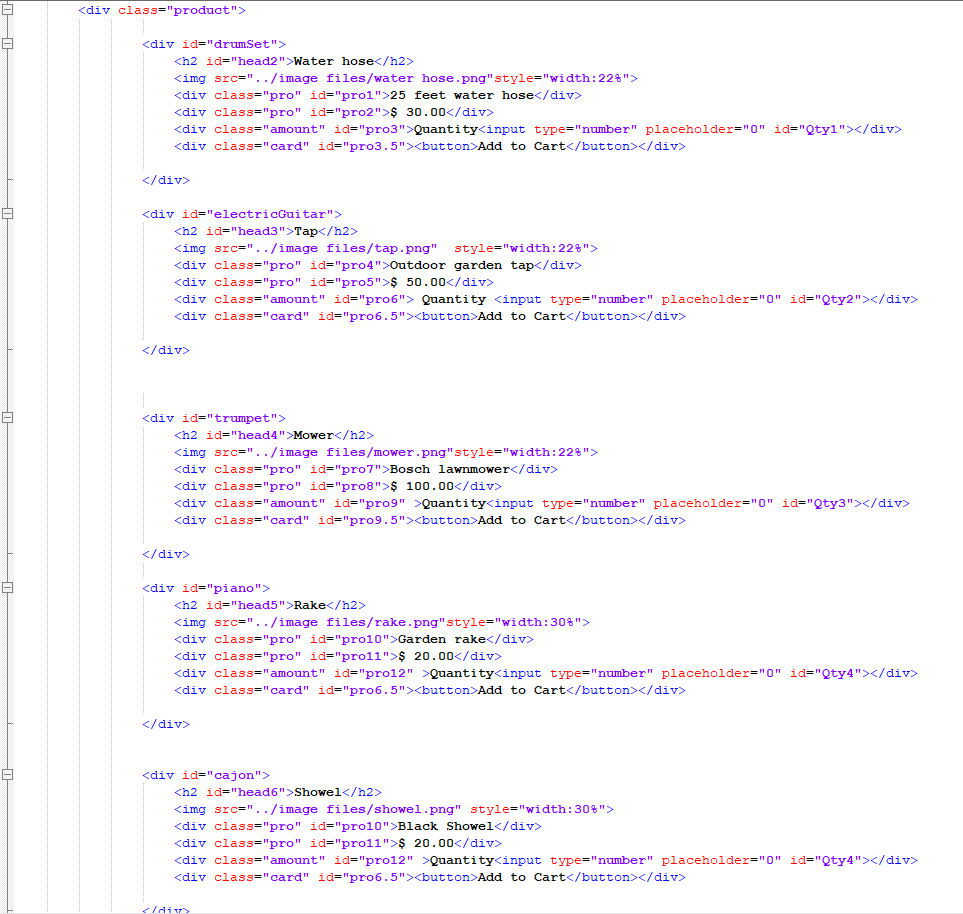 <div class="product">
<div id="drumSet">
<h2 id="head2">Water hose</h2>
<img src="../image files/water hose.png"style="width:22%">
<div class="pro" id="pro1">25 feet water hose</div>
<div class="pro" id="pro2">$ 30.00</div>
<div class="amount" id="pro3">Quantity<input type="number" placeholder="0" id="Qty1"></div>
<div class="card" id="pro3.5"><button>Add to Cart</button></div>
</div>
<div id="electricGuitar">
<h2 id="head3">Tap</h2>
<img src="../image files/tap.png"  style="width:22%">
<div class="pro" id="pro4">Outdoor garden tap</div>
<div class="pro" id="pro5">$ 50.00</div>
<div class="amount" id="pro6"> Quantity <input type="number" placeholder="0" id="Qty2"></div>
<div class="card" id="pro6.5"><button>Add to Cart</button></div>
</div>
<div id="trumpet">
<h2 id="head4">Mower</h2>
<img src="../image files/mower.png"style="width:22%">
<div class="pro" id="pro7">Bosch lawnmower</div>
<div class="pro" id="pro8">$ 100.00</div>
<div class="amount" id="pro9" >Quantity<input type="number" placeholder="0" id="Qty3"></div>
<div class="card" id="pro9.5"><button>Add to Cart</button></div>
</div>
<div id="piano">
<h2 id="head5">Rake</h2>
<img src="../image files/rake.png"style="width:30%">
<div class="pro" id="pro10">Garden rake</div>
<div class="pro" id="pro11">$ 20.00</div>
<div class="amount" id="pro12" >Quantity<input type="number" placeholder="0" id="Qty4"></div>
<div class="card" id="pro6.5"><button>Add to Cart</button></div>
</div>
<div id="cajon">
<h2 id="head6">Showel</h2>
<img src="../image files/showel.png" style="width:30%">
<div class="pro" id="pro10">Black Showel</div>
<div class="pro" id="pro11">$ 20.00</div>
<div class="amount" id="pro12" >Quantity<input type="number" placeholder="0" id="Qty4"></div>
<div class="card" id="pro6.5"><button>Add to Cart</button></div>
</div>